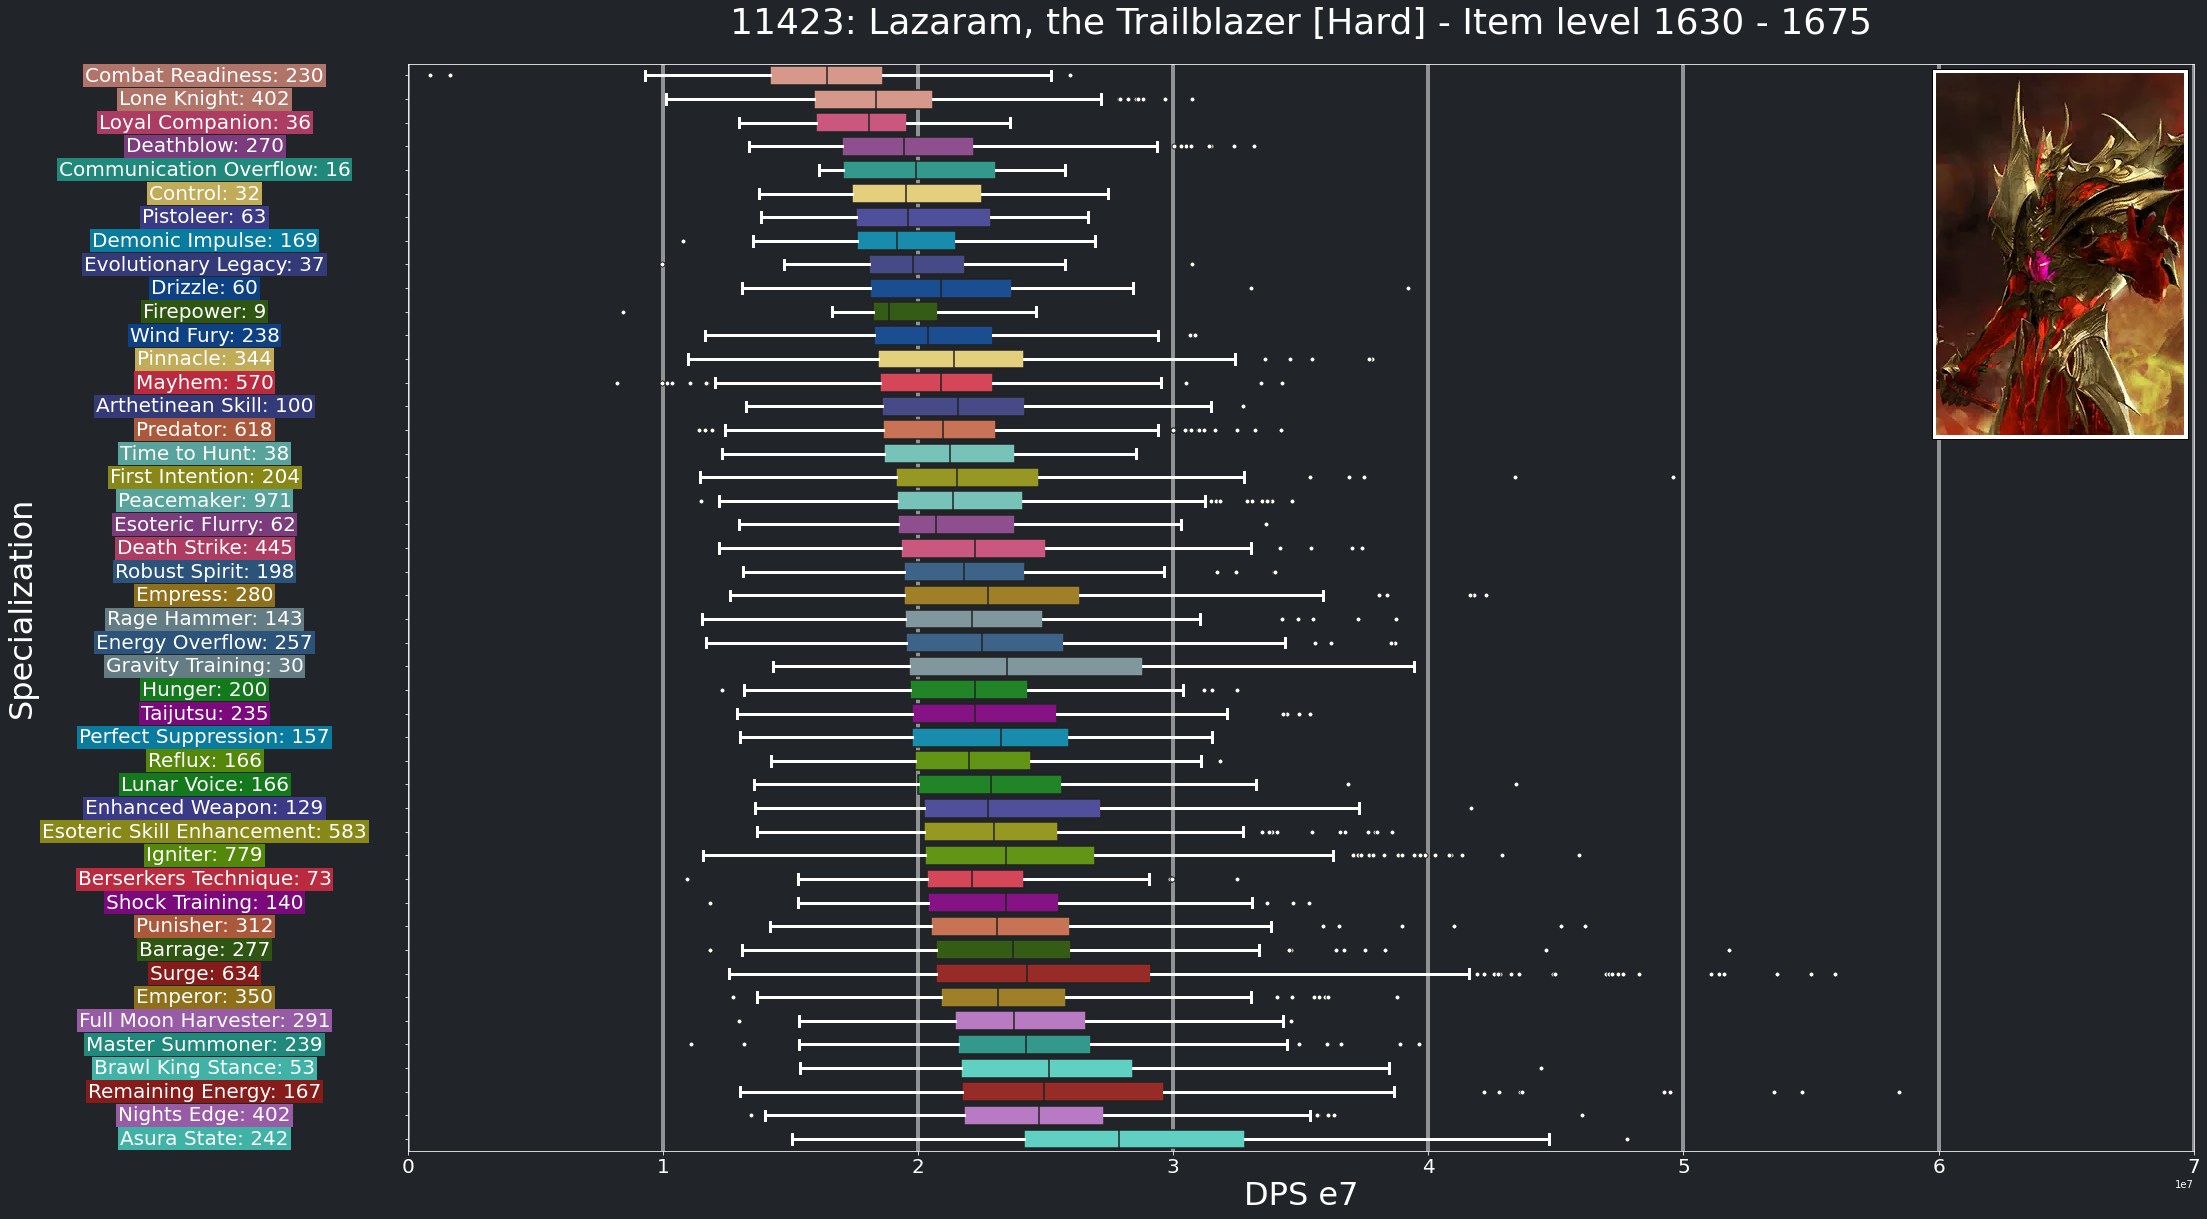 11423: Lazaram, the Trailblazer [Hard] - Item level 1630 - 1675
Specialization
Combat Readiness: 230
Lone Knight: 402
Loyal Companion: 36
Deathblow: 270
Communication Overflow: 16
Control: 32
Pistoleer: 63
Demonic Impulse: 169
Evolutionary Legacy: 37
Drizzle: 60
Firepower: 9
Wind Fury: 238
Pinnacle: 344
Mayhem: 570
Arthetinean Skill: 100
Predator: 618
Time to Hunt: 38
First Intention: 204
Peacemaker: 971
Esoteric Flurry: 62
Death Strike: 445
Robust Spirit: 198
Empress: 280
Rage Hammer: 143
Energy Overflow: 257
Gravity Training: 30
Hunger: 200
Taijutsu: 235
Perfect Suppression: 157
Reflux: 166
Lunar Voice: 166
Enhanced Weapon: 129
Esoteric Skill Enhancement: 583
Igniter: 779
Berserkers Technique: 73
Shock Training: 140
Punisher: 312
Barrage: 277
Surge: 634
Emperor: 350
Full Moon Harvester: 291
Master Summoner: 239
Brawl King Stance: 53
Remaining Energy: 167
Nights Edge: 402
Asura State: 242
0 1 2 3 4 5 6 7
1e7
DPS e7